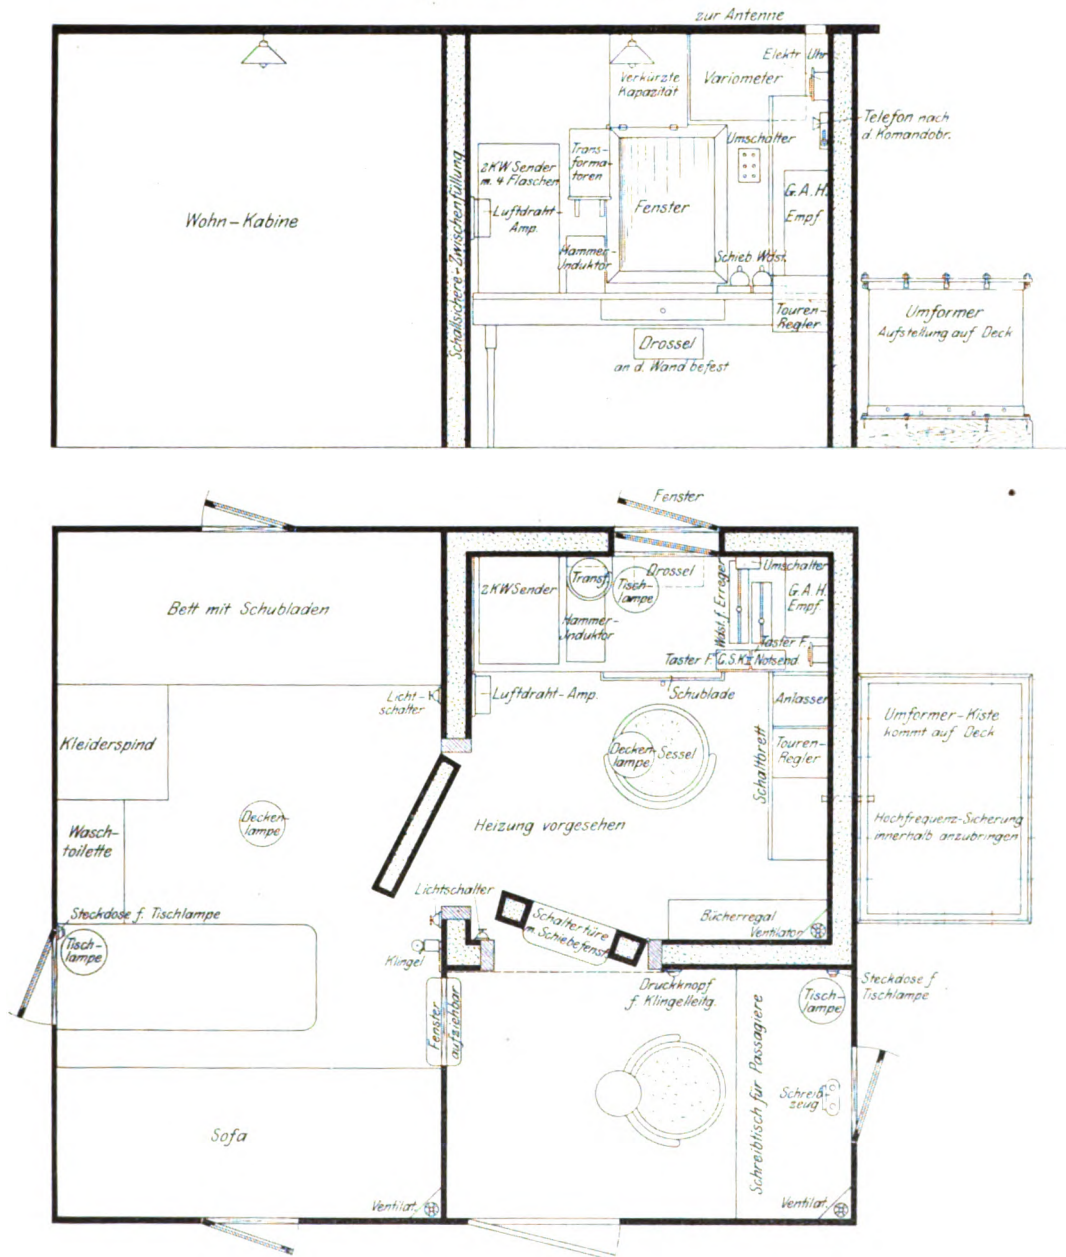 zur Antenne
Elektr. Uhr
Verkürzte
Kapazität
Variometer
Telefon nach
d. Komandobr.
Umschalter
Trans-
forma-
toren
2KW Sender
m. 4 Flaschen
G.A.H.
Empf
Wohn-Kabine
Luftdraht-
Amp.
Fenster
Schallsichere-Zwischenfüllung
Hammer-
Induktor
Schieb Wdst.
Touren-
Regler
Umformer
Aufstellung auf Deck
Drossel
an d. Wand befest
Fenster
Bett mit Schubladen
2KW Sender
Transf.
Tisch-
lampe
Drossel
Umschalter
Wdst. f. Erreger
G.A.H.
Empf
Hammer-
Induktor
Taster F.
Taster F. G.S.K.II Notsend
Licht-
schalter
Luftdraht-Amp.
Schublade
Anlasser
Umformer-Kiste
kommt auf Deck
Kleiderspind
Decken-
lampe
Sessel
Schaltbrett
Touren-
Regler
Decken-
lampe
Heizung vorgesehen
Hochfrequenz-Sicherung
innerhalb anzubringen
Wasch-
toilette
Lichtschalter
Steckdose f. Tischlampe
Schaltertüre
m. Schiebefenst
Bücherregal
Ventilator
Tisch-
lampe
Klingel
Druckknopf
f. Klingelleitg.
Steckdose f
Tischlampe
Tisch-
lampe
Fenster
aufziehbar
Schreibtisch für Passagiere
Schreib-
zeug
Sofa
Ventilat.
Ventilat.